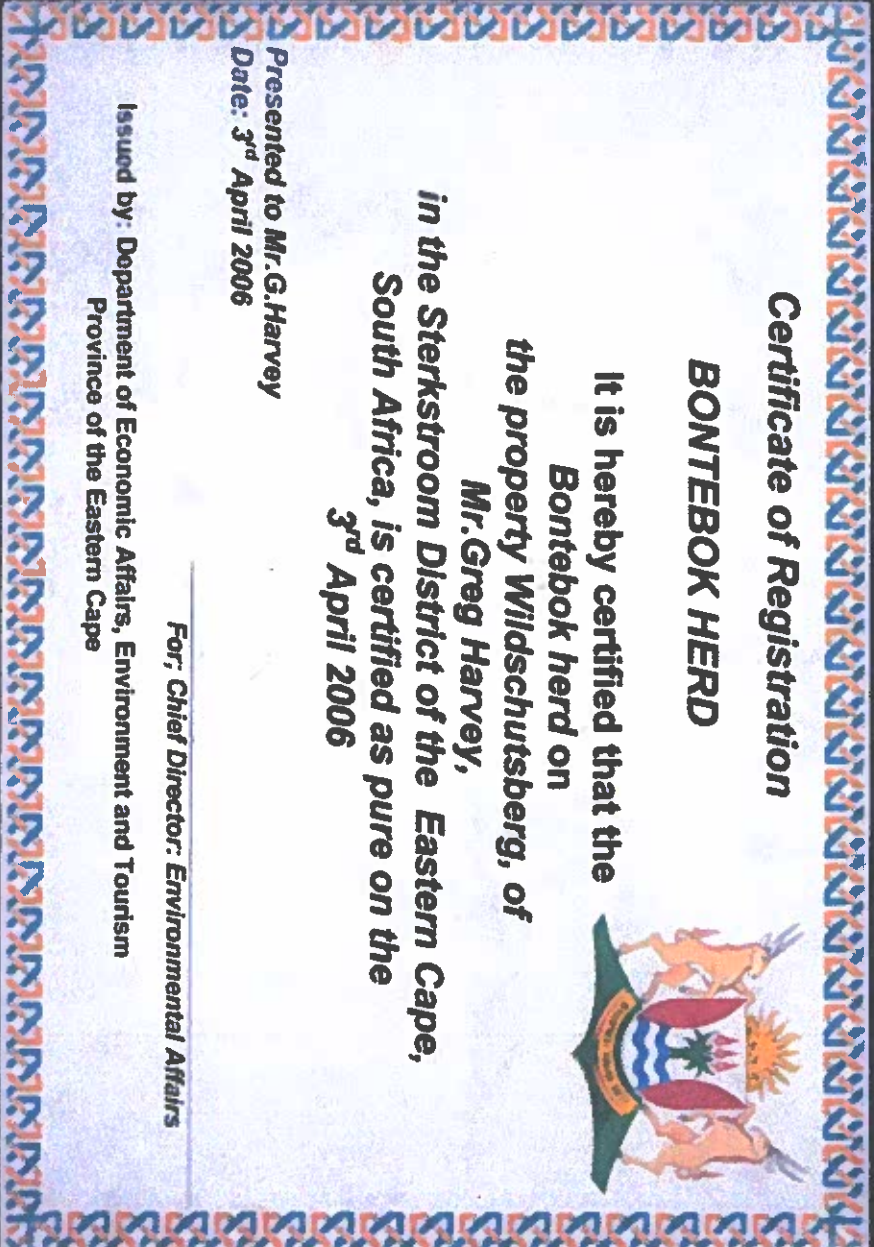 Certificate of Registration
BONTEBOK HERD
It is hereby certified that the
Bontebok herd on
the property Wildschutsberg, of
Mr.Greg Harvey,
in the Sterkstroom District of the Eastern Cape,
South Africa, is certified as pure on the
3rd April 2006
Presented to Mr.G.Harvey
Date: 3rd April 2006
For; Chief Director: Environmental Affairs
Issued by: Department of Economic Affairs, Environment and Tourism
Province of the Eastern Cape